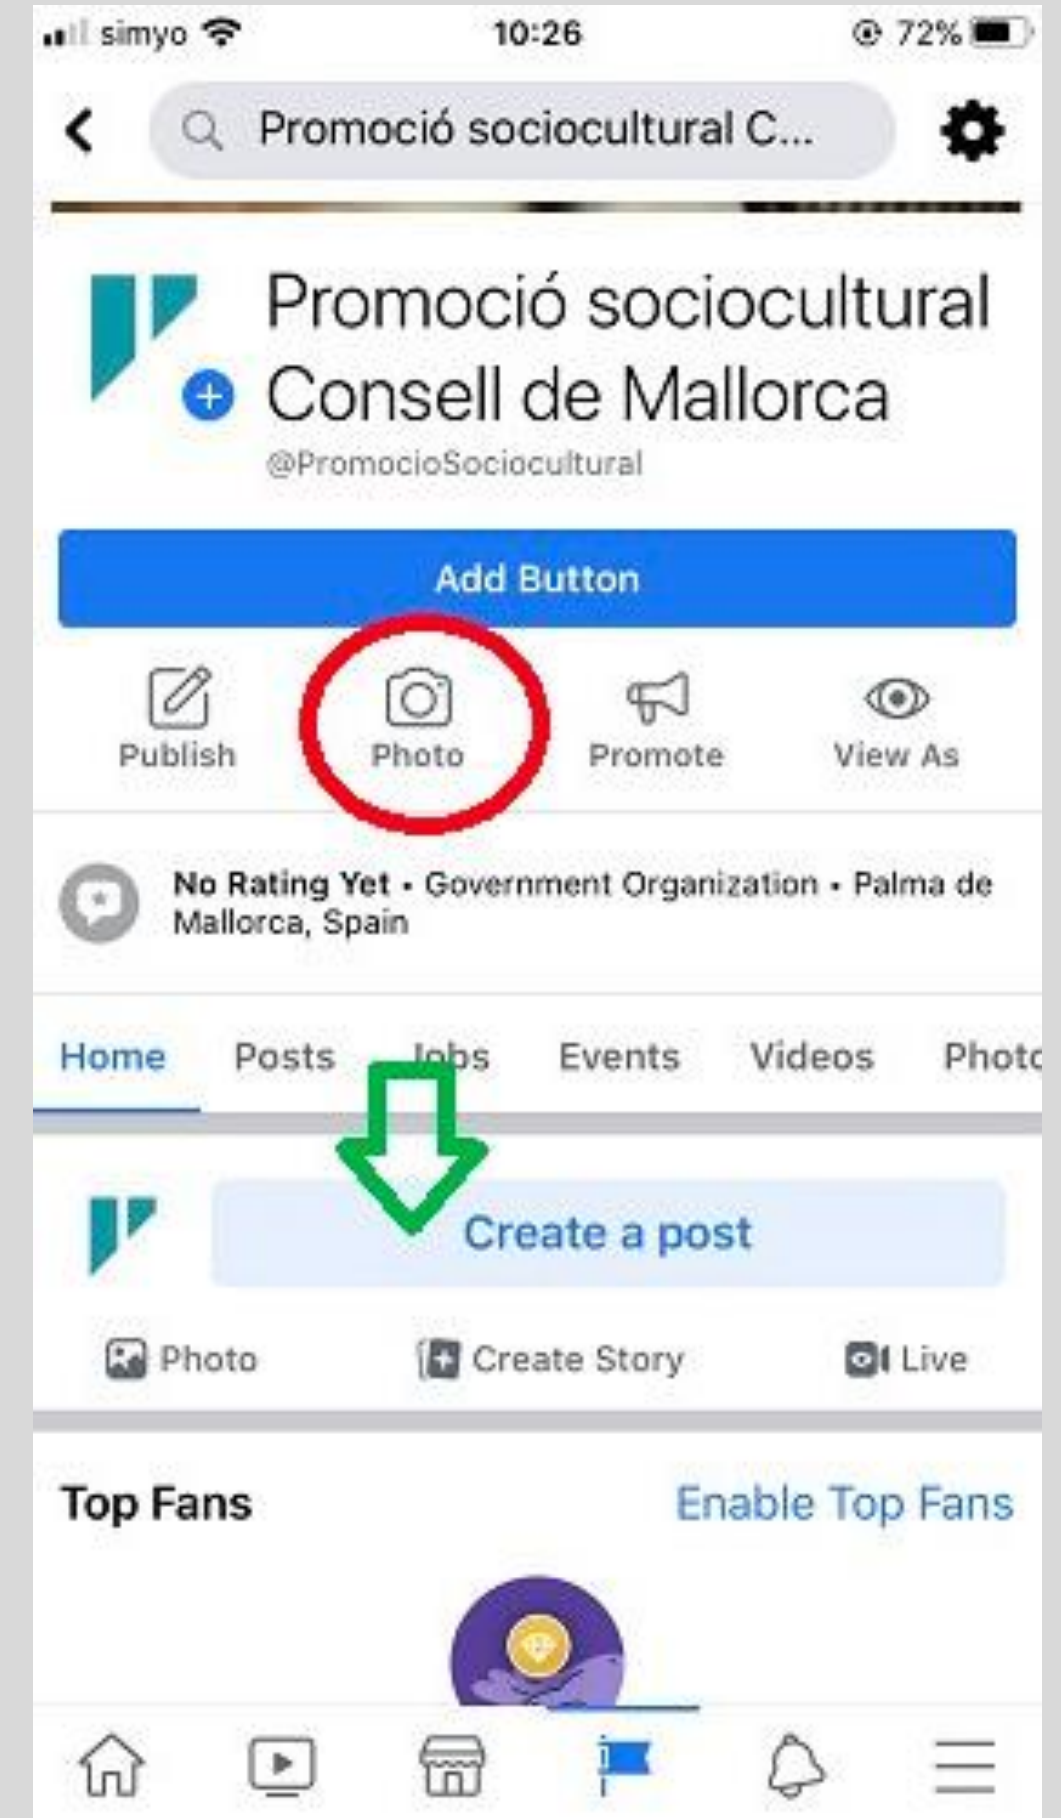 simyo 10:26 72%
Promoció sociocultural C...
Promoció sociocultural
Consell de Mallorca
@PromocioSociocultural
Add Button
Publish Photo Promote View As
No Rating Yet • Government Organization • Palma de
Mallorca, Spain
Home Posts Jobs Events Videos Photo
Create a post
Photo Create Story Live
Top Fans Enable Top Fans